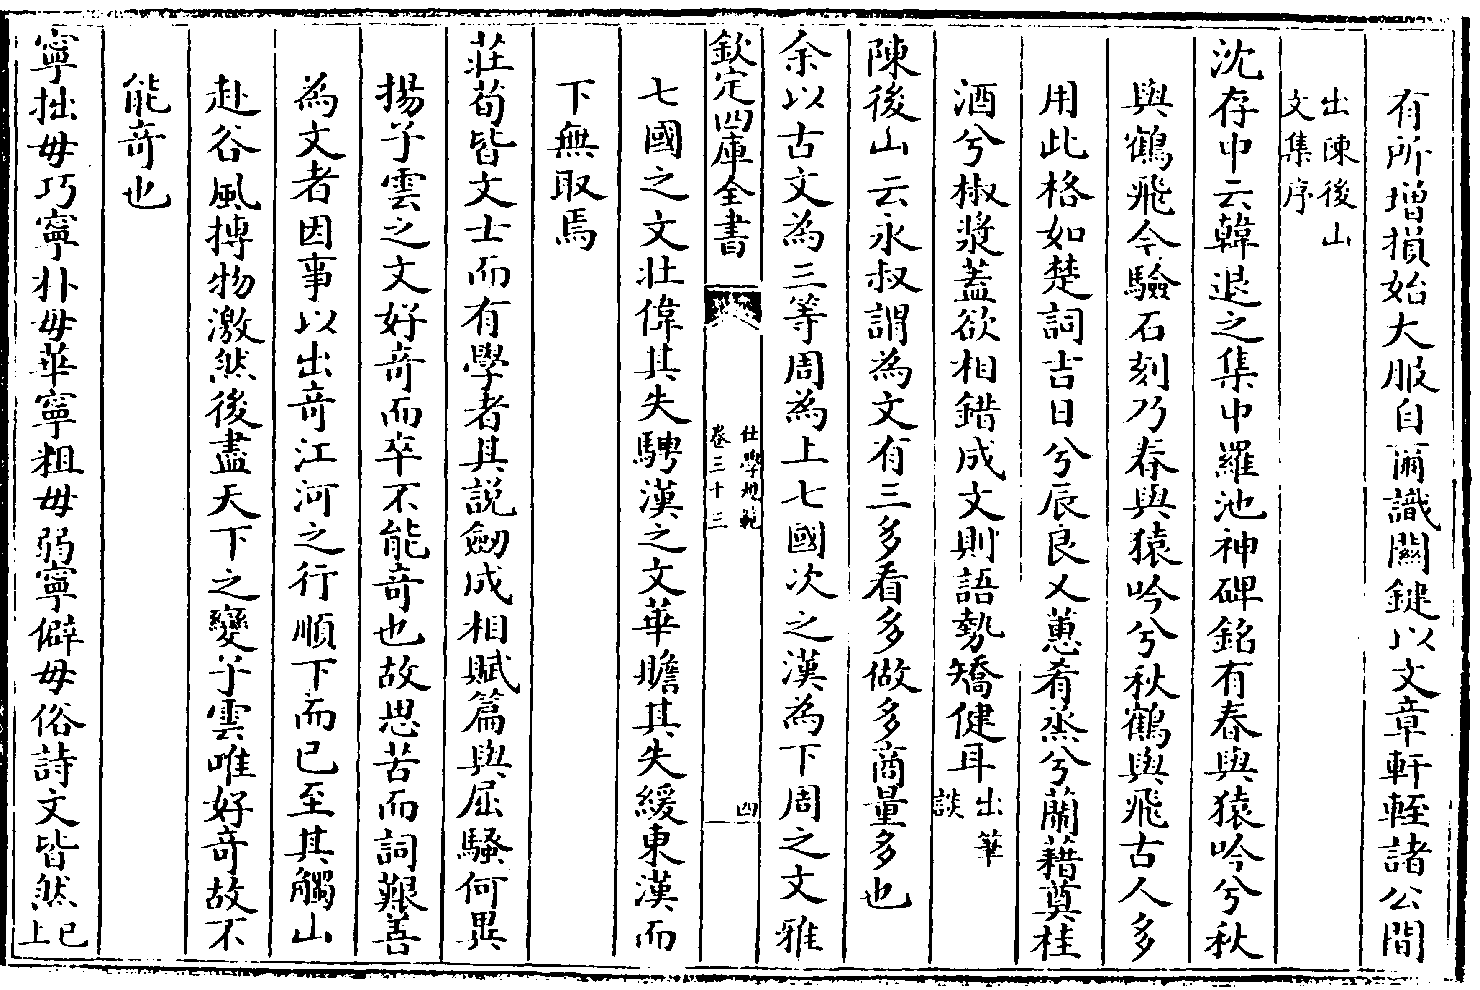 有所增損始大服自爾識關鍵以文章軒輊諸公間
出陳後山
文集序
沈存中云韓退之集中羅池神碑銘有春與猿吟兮秋
與鶴飛今驗石刻乃春與猿吟兮秋鶴與飛古人多
用此格如楚詞吉日兮辰良又蕙肴蒸兮蘭藉奠桂
酒兮椒漿蓋欲相錯成文則語勢矯健耳出筆
談
陳後山云永叔謂為文有三多看多做多商量多也
余以古文為三等周為上七國次之漢為下周之文雅
欽定四庫全書
仕學規範
卷三十三
四
七國之文壯偉其失騁漢之文華贍其失緩東漢而
下無取焉
莊荀皆文士而有學者其說劒成相賦篇與屈騷何異
揚子雲之文好奇而卒不能奇也故思苦而詞艱善
為文者因事以出奇江河之行順下而已至其觸山
赴谷風搏物激然後盡天下之變子雲唯好奇故不
能奇也
寧拙毋巧寧朴毋華寧粗毋弱寧僻毋俗詩文皆然已
上